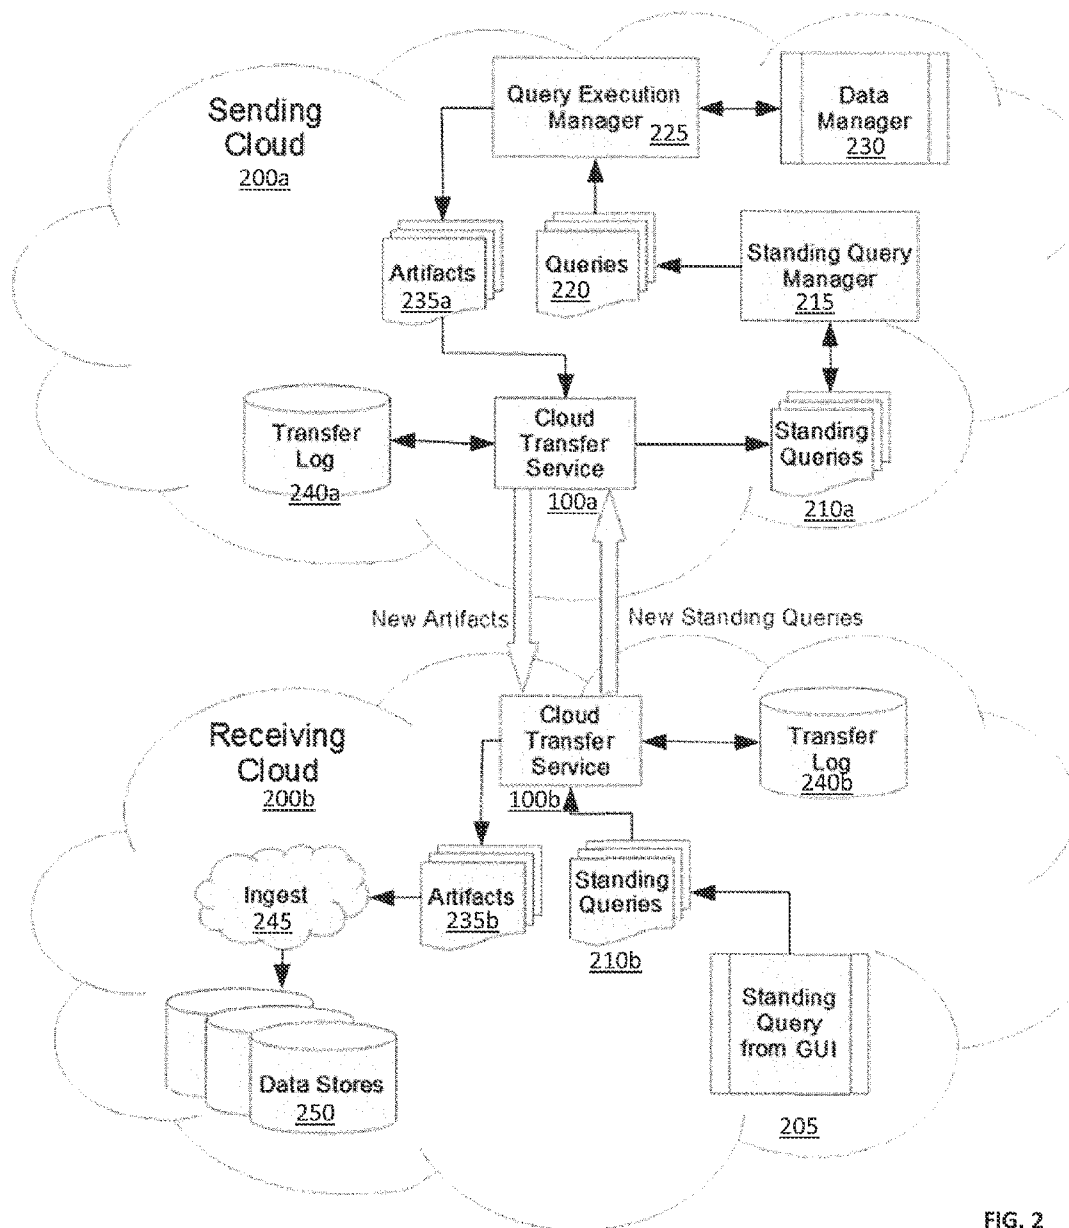 Sending
Cloud
200a
Query Execution
Manager
225
Data
Manager
230
Artifacts
235a
Queries
220
Standing Query
Manager
215
Transfer
Log
240a
Cloud
Transfer
Service
100a
Standing
Queries
210a
New Artifacts
New Standing Queries
Receiving
Cloud
200b
Cloud
Transfer
Service
100b
Transfer
Log
240b
Ingest
245
Artifacts
235b
Standing
Queries
210b
Standing
Query
from GUI
205
Data Stores
250
FIG. 2